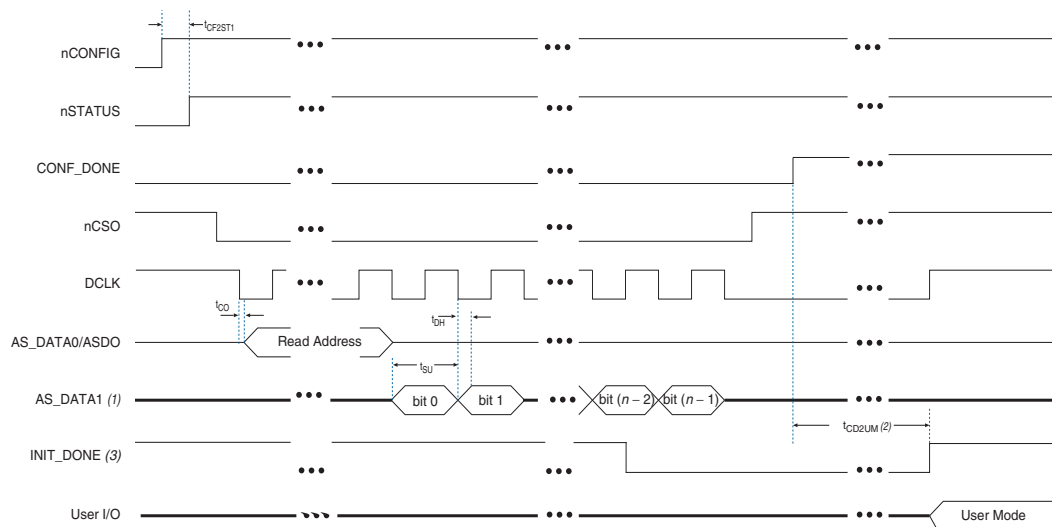 tCF2ST1
nCONFIG
nSTATUS
CONF_DONE
nCSO
DCLK
tCO
tDH
AS_DATA0/ASDO
Read Address
tSU
AS_DATA1 (1)
bit 0
bit 1
bit (n − 2)
bit (n − 1)
tCD2UM (2)
INIT_DONE (3)
User I/O
User Mode